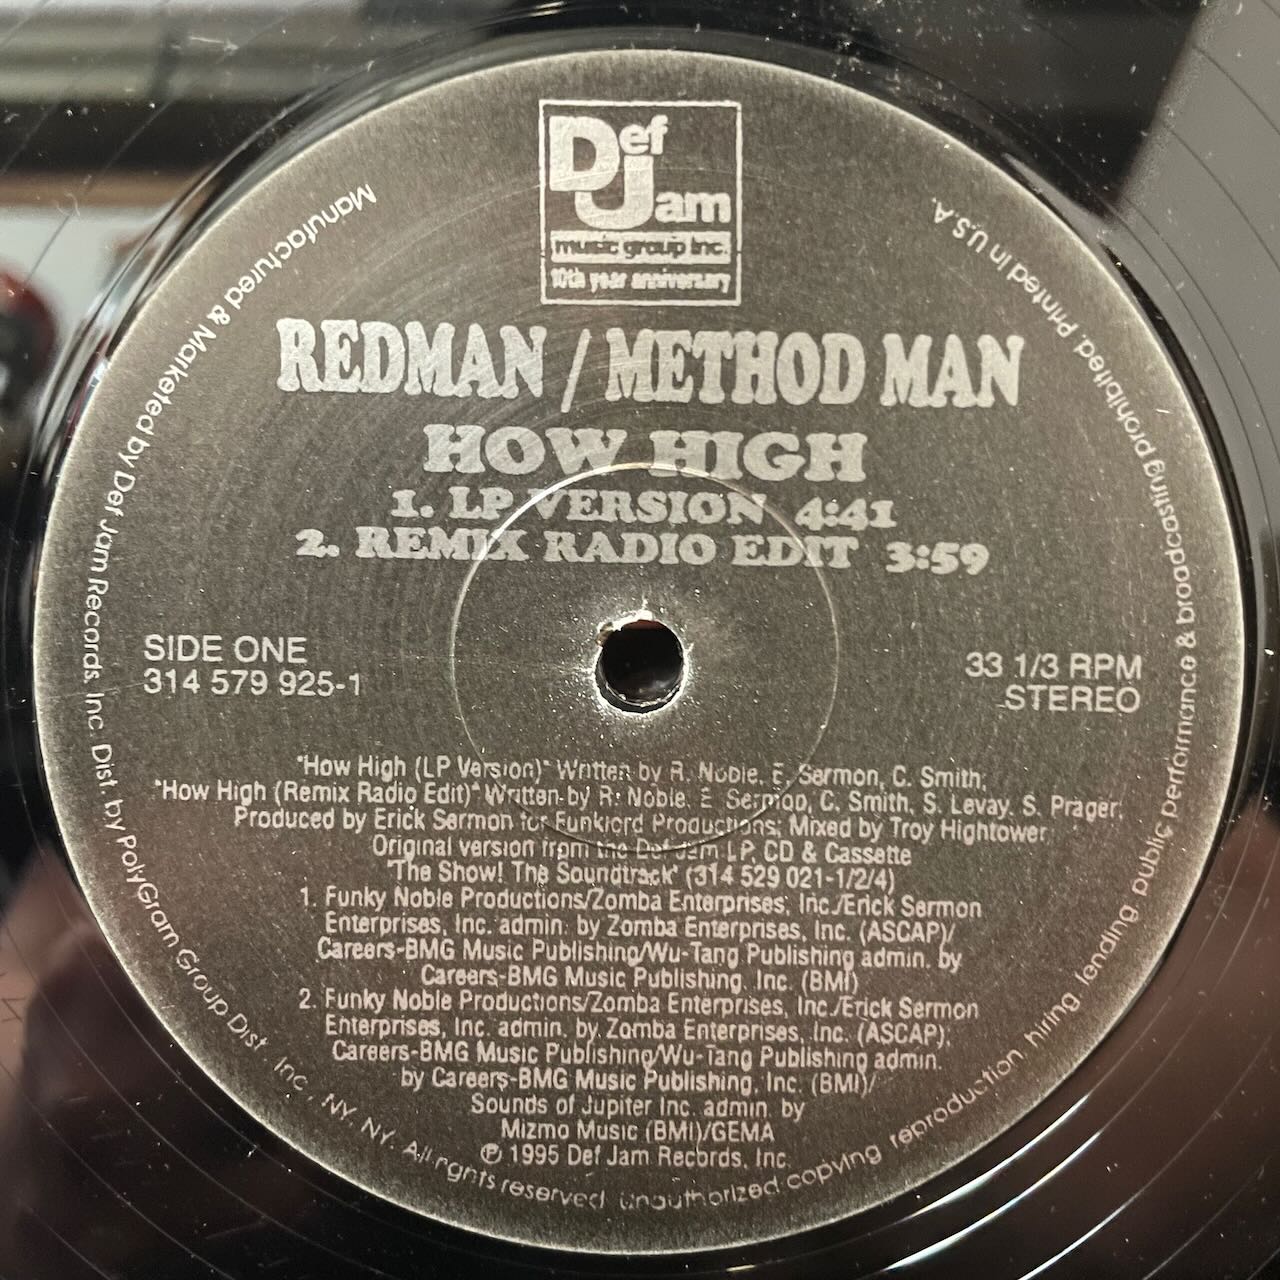 Def Jam
music group inc.
10th year anniversary
REDMAN / METHOD MAN
HOW HIGH
1. LP VERSION 4:41
2. REMIX RADIO EDIT 3:59
SIDE ONE
314 579 925-1
33 1/3 RPM
STEREO
"How High (LP Version)" Written by R. Noble, E. Sermon, C. Smith;
"How High (Remix Radio Edit)" Written by R. Noble, E. Sermon, C. Smith, S. Levay, S. Prager;
Produced by Erick Sermon for Funklord Productions; Mixed by Troy Hightower;
Original version from the Def Jam LP, CD & Cassette
"The Show! The Soundtrack" (314 529 021-1/2/4)
1. Funky Noble Productions/Zomba Enterprises, Inc./Erick Sermon
Enterprises, Inc. admin. by Zomba Enterprises, Inc. (ASCAP)/
Careers-BMG Music Publishing/Wu-Tang Publishing admin. by
Careers-BMG Music Publishing, Inc. (BMI)
2. Funky Noble Productions/Zomba Enterprises, Inc./Erick Sermon
Enterprises, Inc. admin. by Zomba Enterprises, Inc. (ASCAP);
Careers-BMG Music Publishing/Wu-Tang Publishing admin.
by Careers-BMG Music Publishing, Inc. (BMI)/
Sounds of Jupiter Inc. admin. by
Mizmo Music (BMI)/GEMA
℗ 1995 Def Jam Records, Inc.
Manufactured & Marketed by Def Jam Records, Inc. Dist. by PolyGram Group Dist., Inc., NY, NY. All rights reserved. Unauthorized copying, reproduction, hiring, lending, public performance & broadcasting prohibited. Printed in U.S.A.